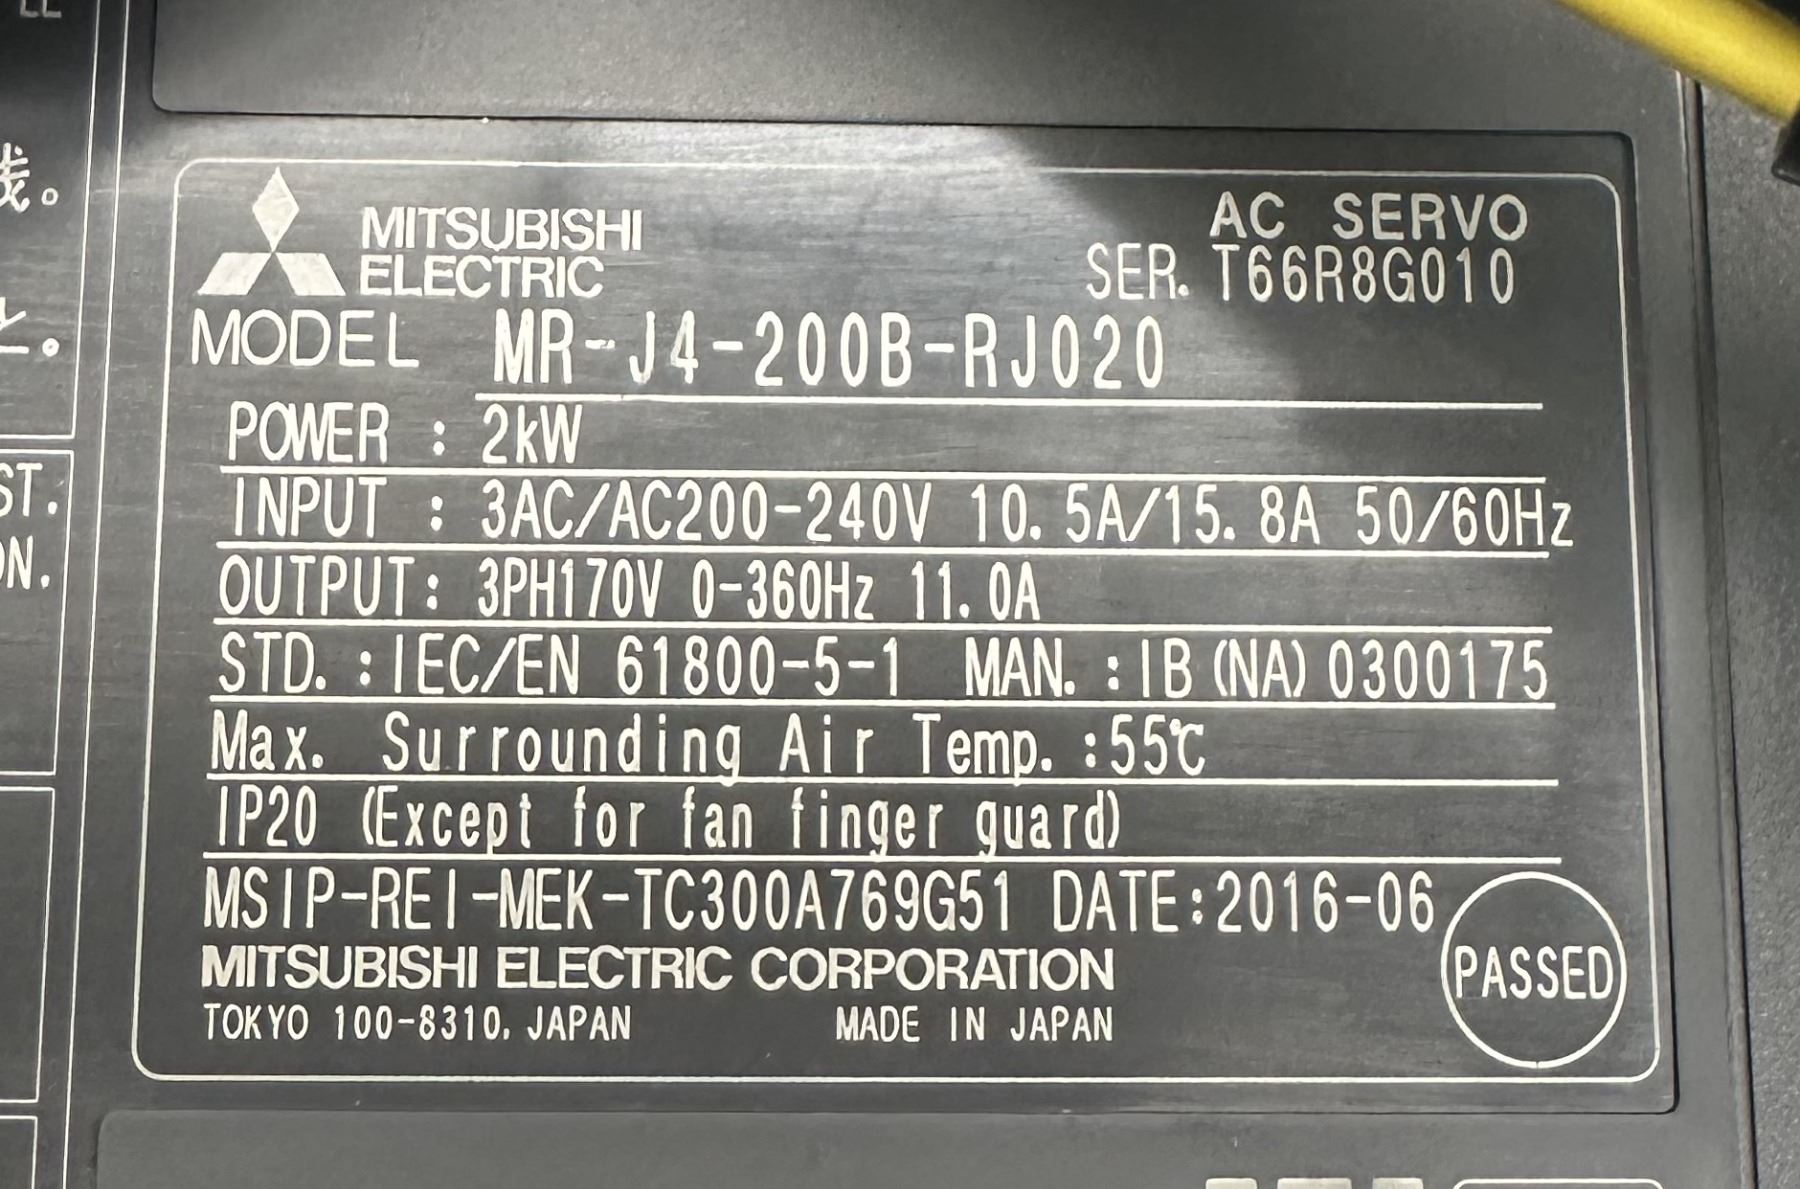 MITSUBISHI
ELECTRIC
AC SERVO
SER. T66R8G010
MODEL MR-J4-200B-RJ020
POWER : 2kW
INPUT : 3AC/AC200-240V 10.5A/15.8A 50/60Hz
OUTPUT: 3PH170V 0-360Hz 11.0A
STD. :IEC/EN 61800-5-1 MAN. :IB(NA)0300175
Max. Surrounding Air Temp. :55℃
IP20 (Except for fan finger guard)
MSIP-REI-MEK-TC300A769G51 DATE:2016-06
PASSED
MITSUBISHI ELECTRIC CORPORATION
TOKYO 100-8310, JAPAN MADE IN JAPAN